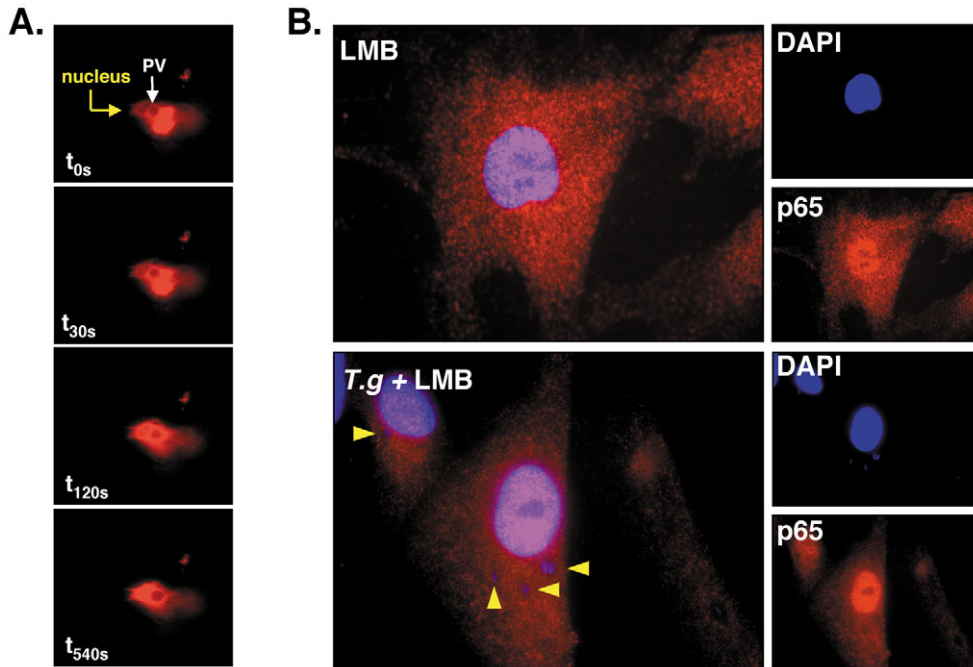 A.
nucleus
PV
t0s
t30s
t120s
t540s
B.
LMB
DAPI
p65
T.g + LMB
DAPI
p65